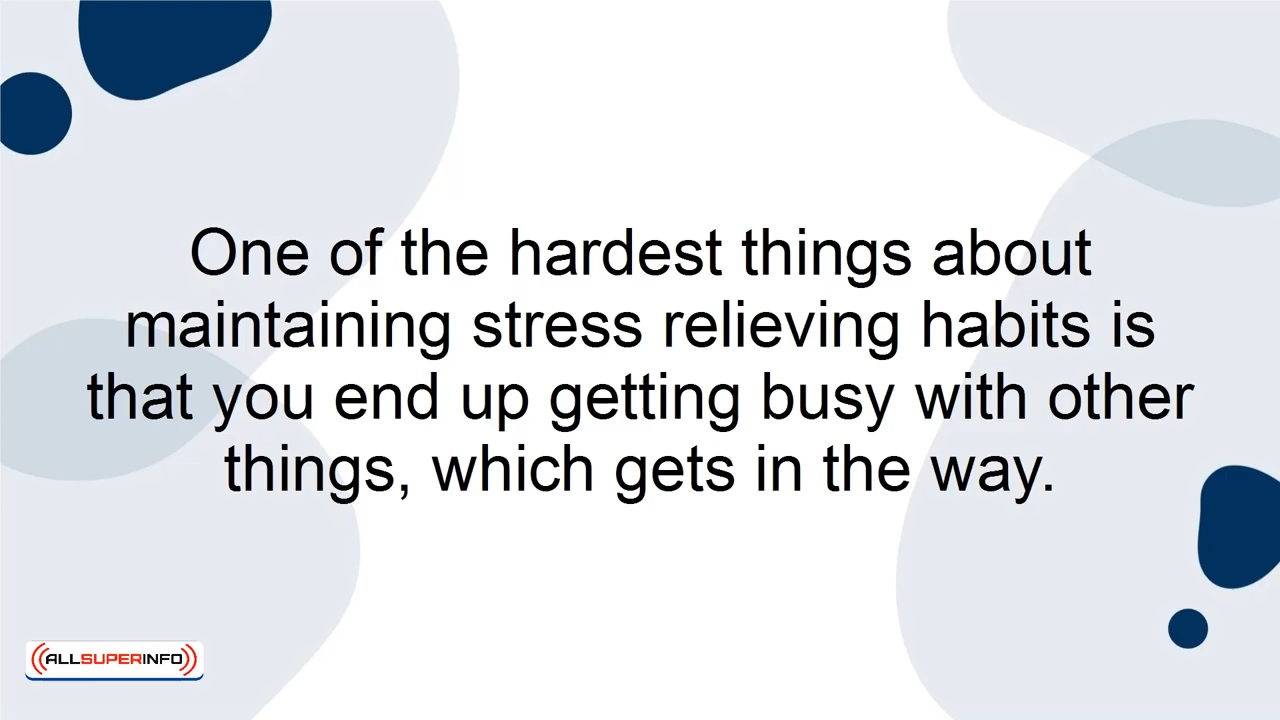 One of the hardest things about
maintaining stress relieving habits is
that you end up getting busy with other
things, which gets in the way.
ALLSUPERINFO